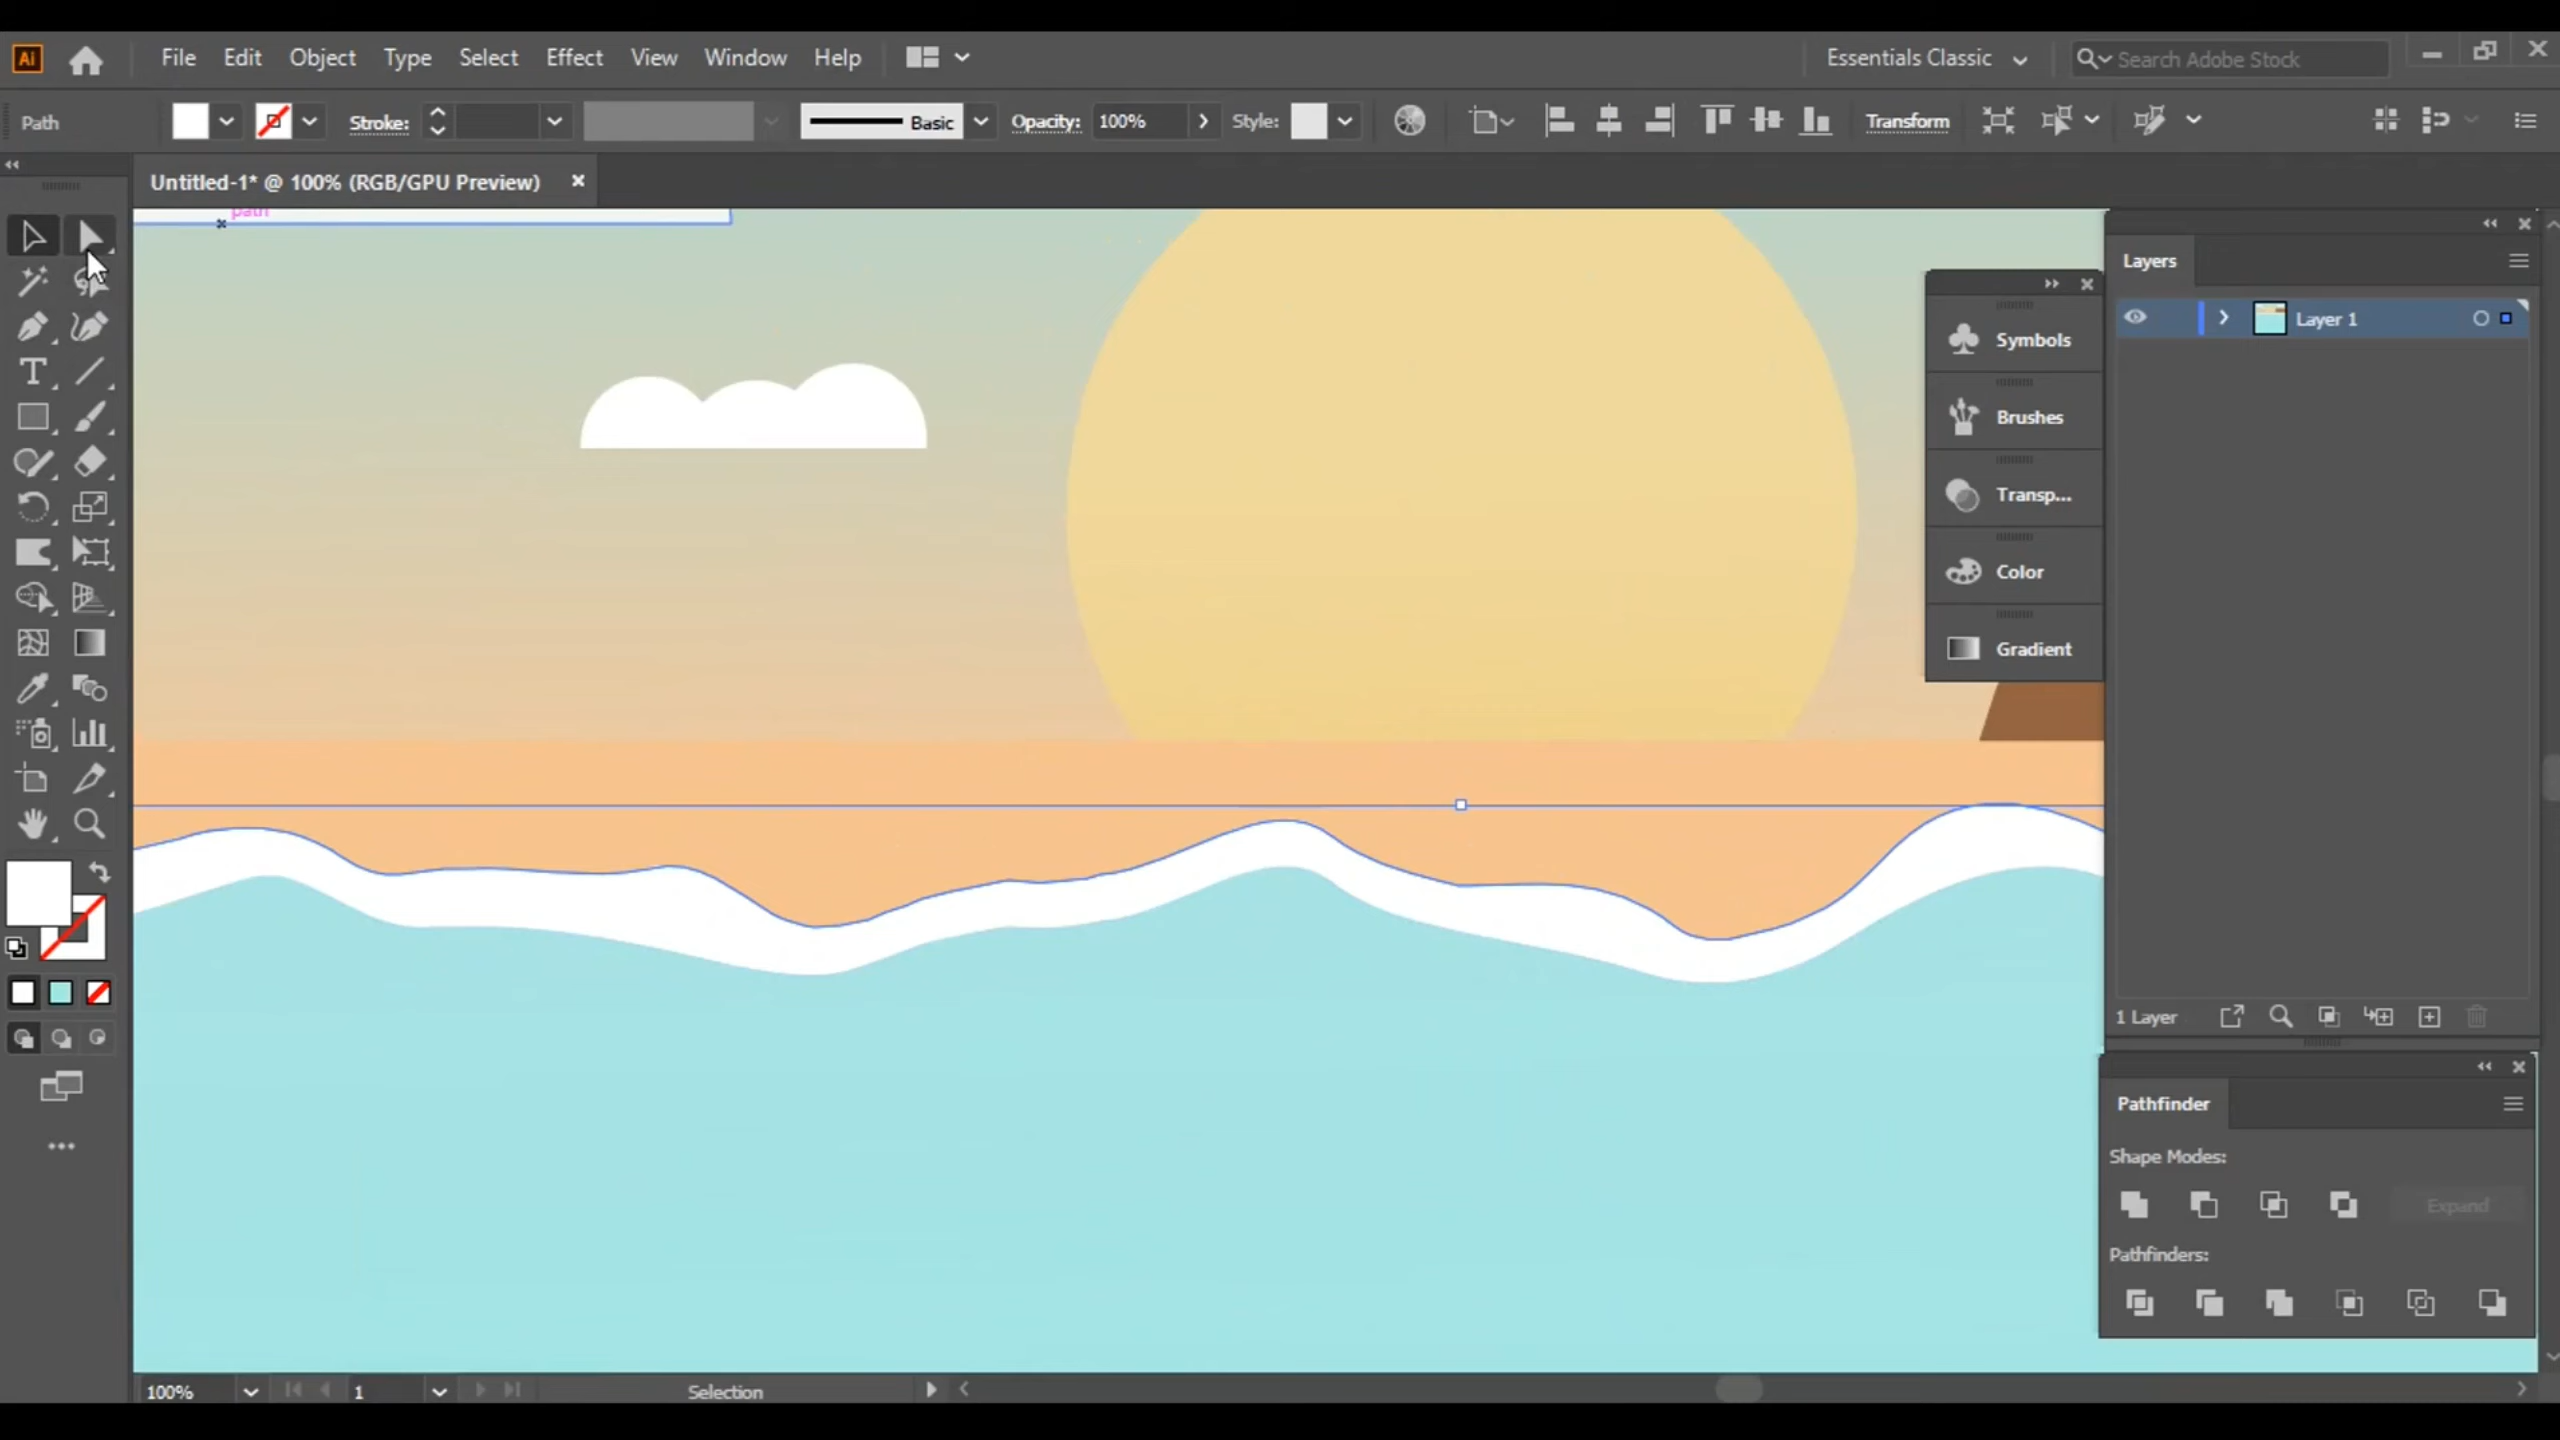 Ai File Edit Object Type Select Effect View Window Help Essentials Classic Search Adobe Stock
Path Stroke: Basic Opacity: 100% Style: Transform
Untitled-1* @ 100% (RGB/GPU Preview)
path
Layers
Layer 1
Symbols
Brushes
Transp...
Color
Gradient
1 Layer
Pathfinder
Shape Modes:
Expand
Pathfinders:
100% 1 Selection